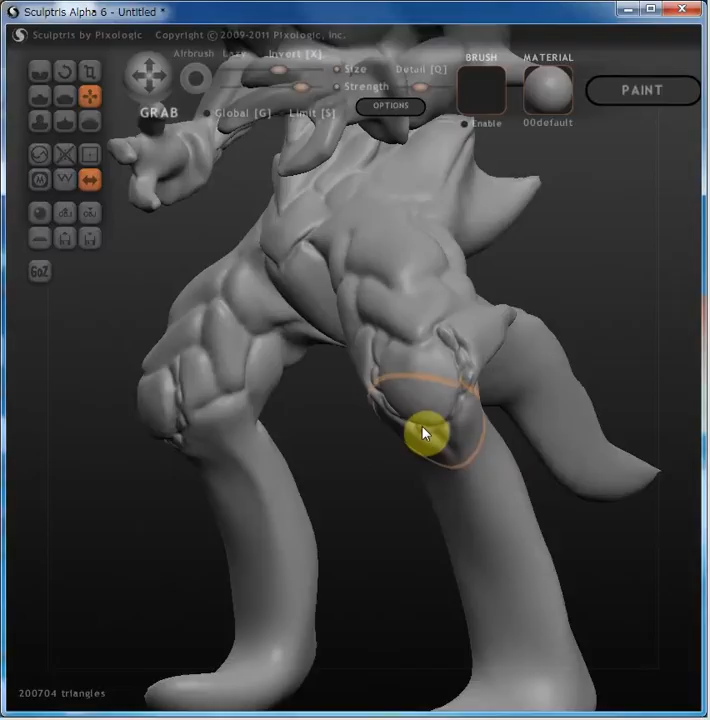 Sculptris Alpha 6 - Untitled *
Sculptris by Pixologic Copyright © 2009-2011 Pixologic, Inc.
Airbrush Lazy Invert [X]
Size Detail [Q]
Strength
BRUSH MATERIAL
PAINT
OPTIONS
GRAB
Global [G] Limit [S]
Enable 00default
OBJ
GoZ
200704 triangles